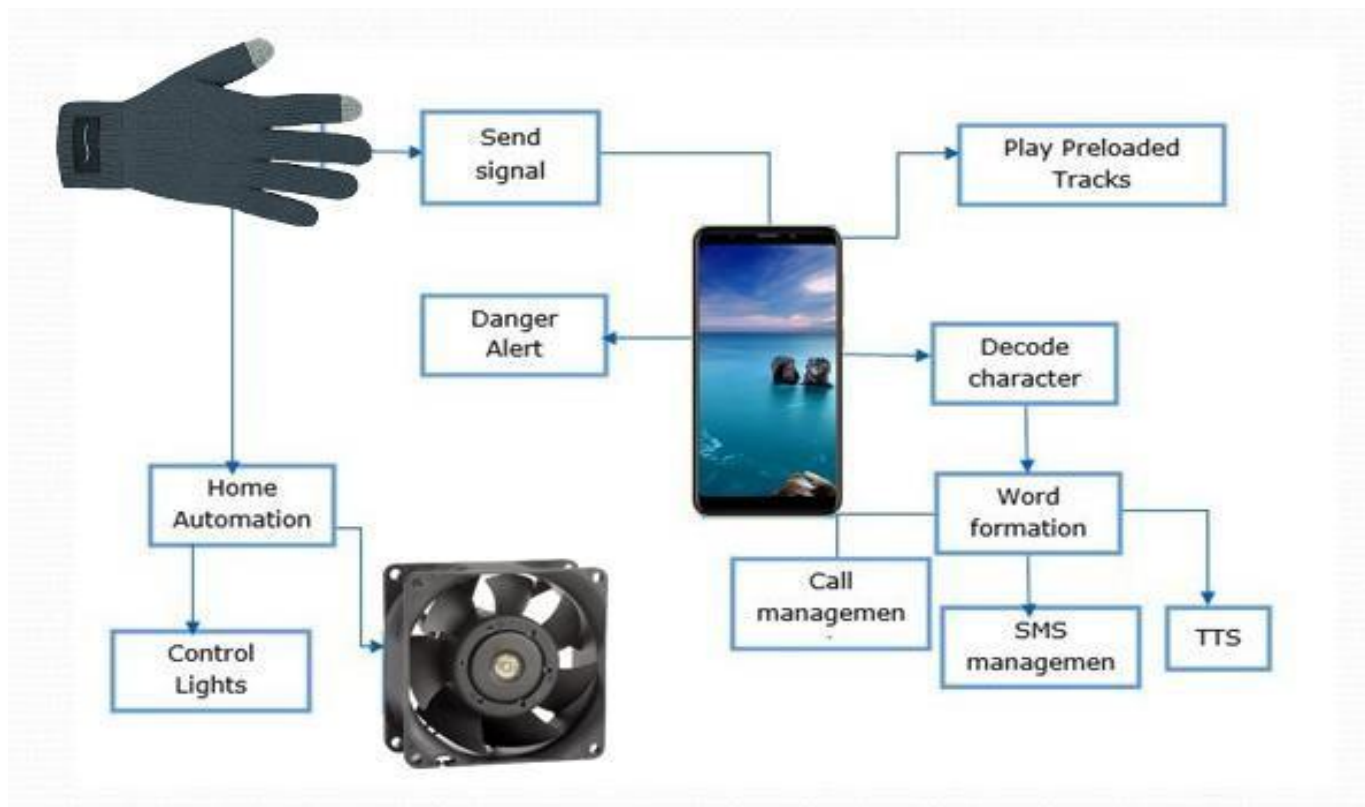 Send
signal
Play Preloaded
Tracks
Danger
Alert
Decode
character
Home
Automation
Word
formation
Call
managemen
Control
Lights
SMS
managemen
TTS